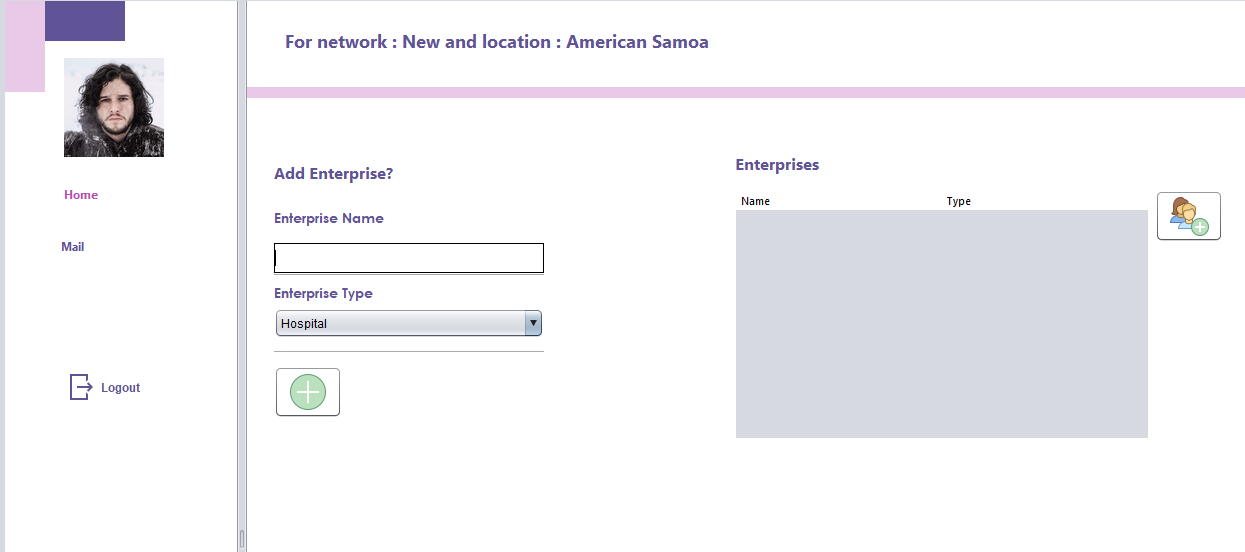 For network : New and location : American Samoa
Home
Mail
Logout
Add Enterprise?
Enterprise Name
Enterprise Type
Hospital
Enterprises
Name Type